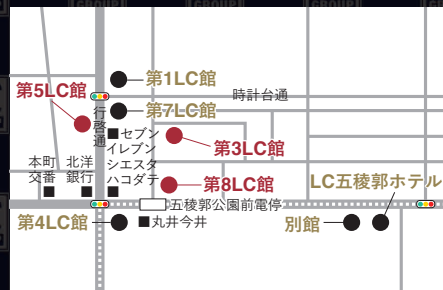 第1LC館
時計台通
第5LC館
第7LC館
行啓通
セブン
イレブン
シエスタ
ハコダテ
第3LC館
本町
交番
北洋
銀行
第8LC館
LC五稜郭ホテル
五稜郭公園前電停
第4LC館
丸井今井
別館